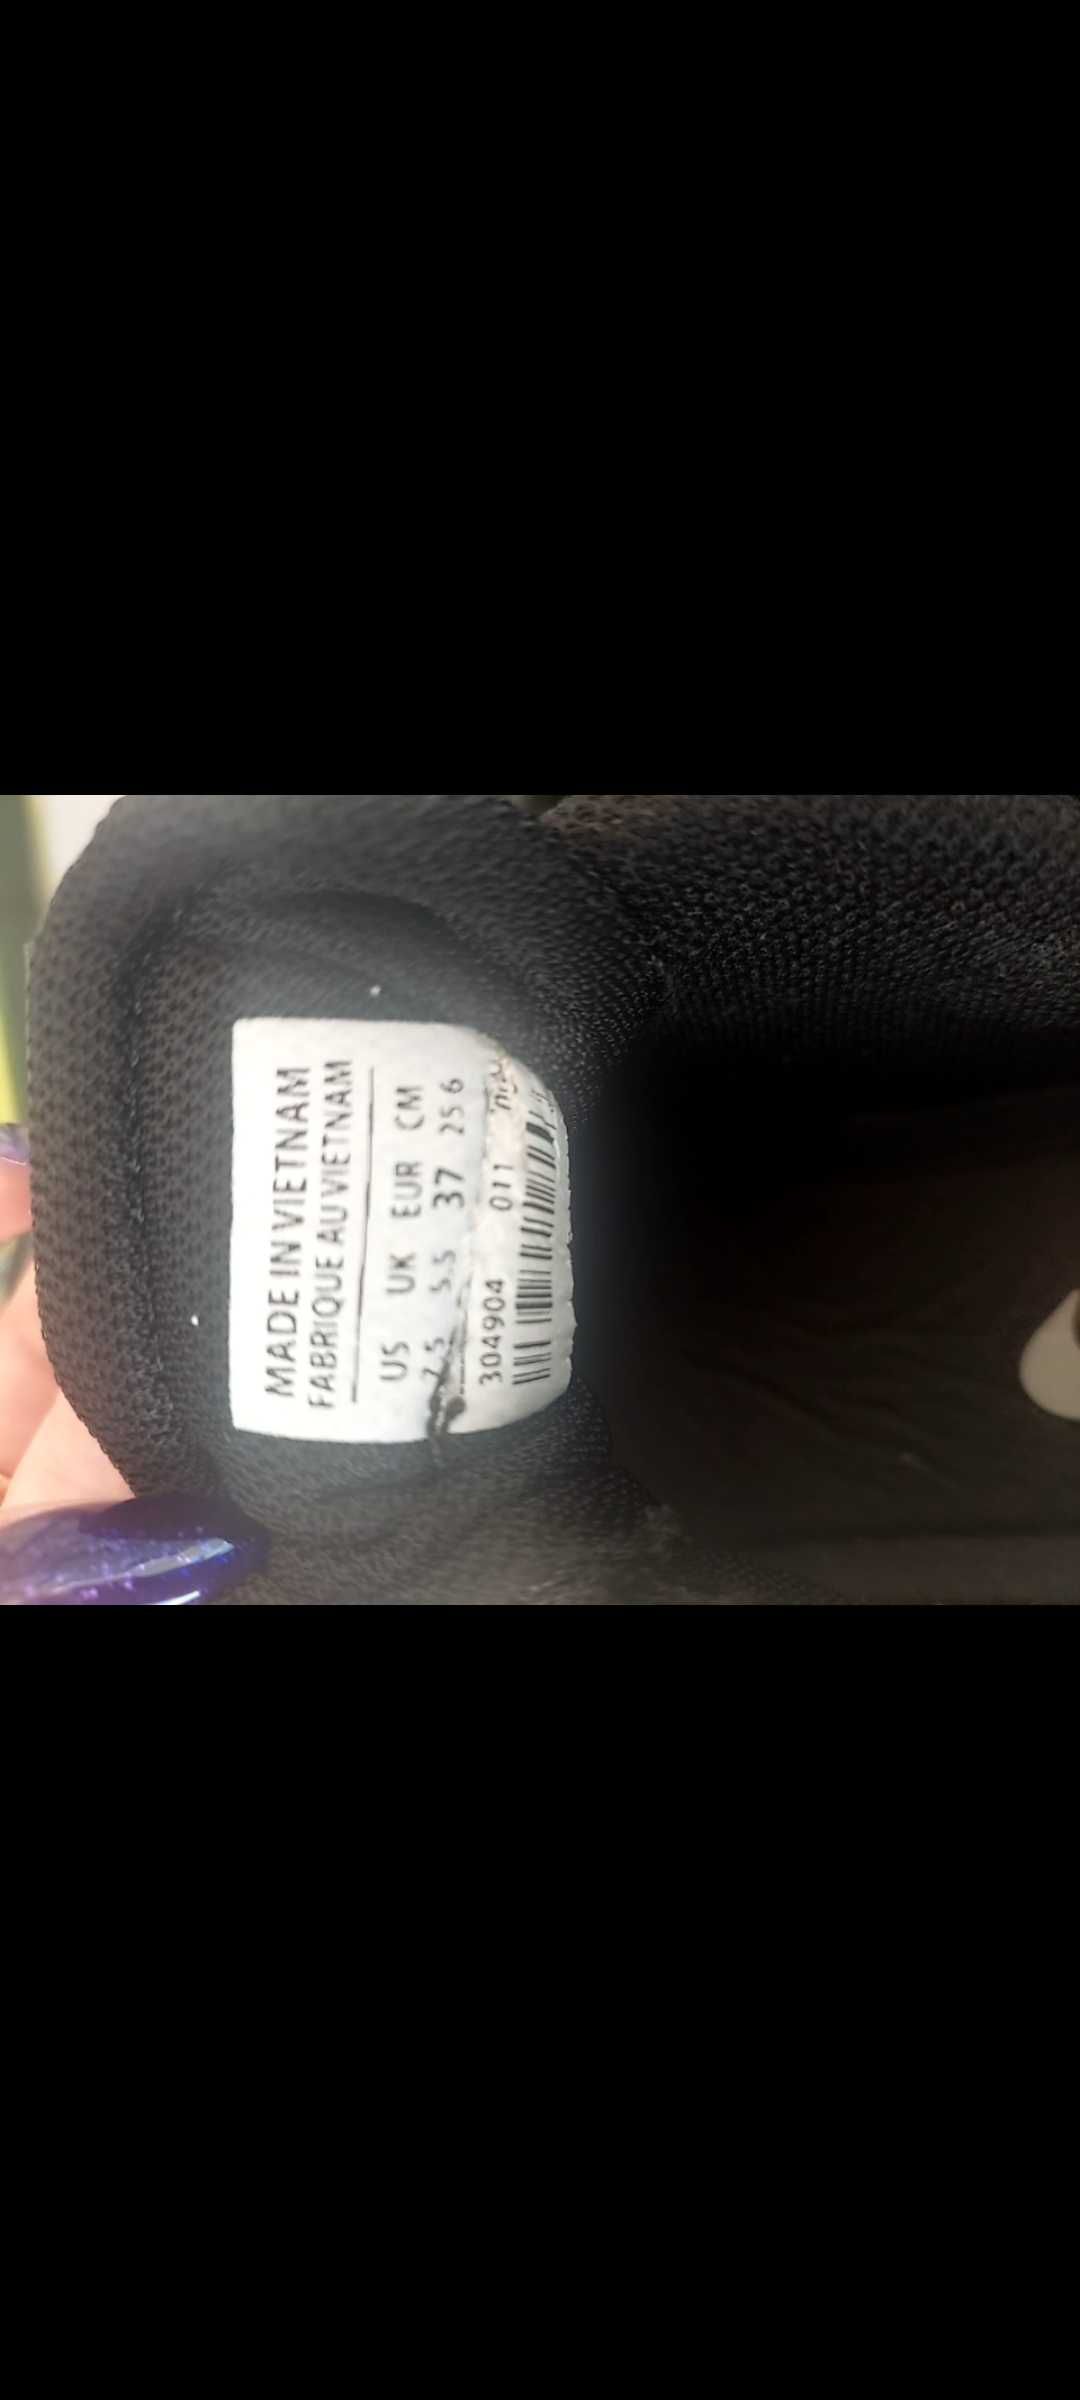 MADE IN VIETNAM
FABRIQUE AU VIETNAM
US UK EUR CM
7.5 5.5 37 25 6
304904 011